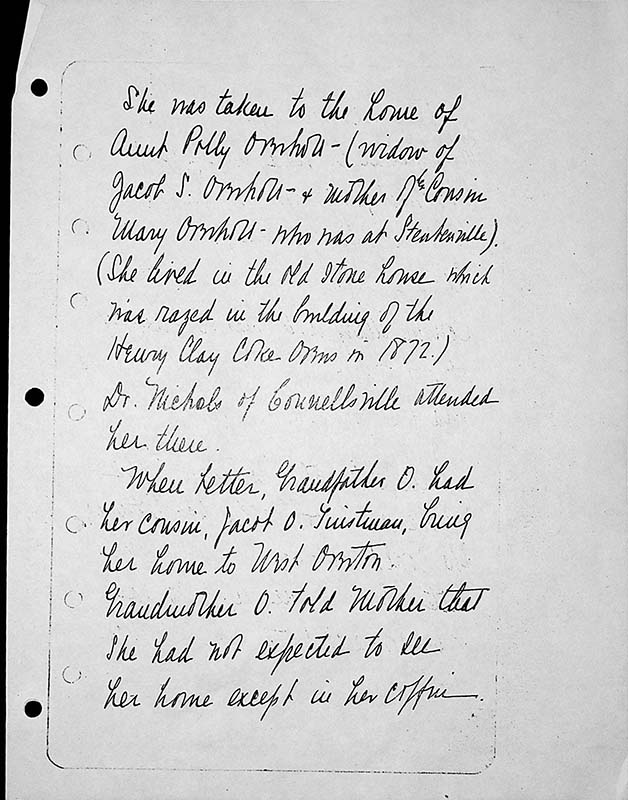 She was taken to the home of
Aunt Polly Overholt - (widow of
Jacob S. Overholt - & mother of Cousin
Mary Overholt - who was at Steubenville).
(She lived in the old stone house which
was razed in the building of the
Henry Clay Coke Ovens in 1872.)
Dr. Nichols of Connellsville attended
her there.
When better, Grandfather O. had
her cousin, Jacob O. Tinstman, bring
her home to West Overton.
Grandmother O. told Mother that
she had not expected to see
her home except in her coffin.